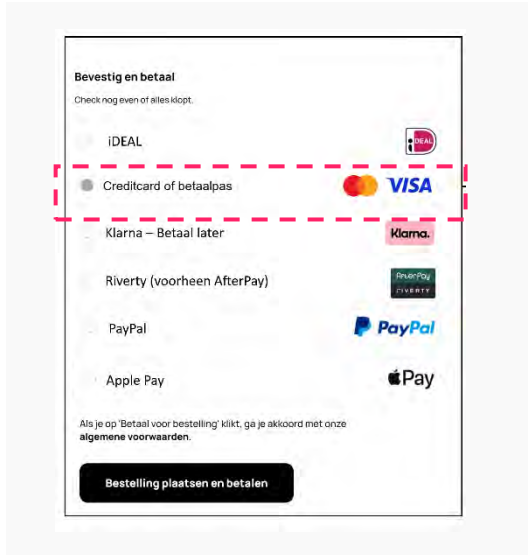 Bevestig en betaal
Check nog even of alles klopt.
iDEAL
iDEAL
Creditcard of betaalpas
VISA
Klarna – Betaal later
Klarna.
Riverty (voorheen AfterPay)
AfterPay
RIVERTY
PayPal
PayPal
Apple Pay
Pay
Als je op 'Betaal voor bestelling' klikt, ga je akkoord met onze
algemene voorwaarden.
Bestelling plaatsen en betalen